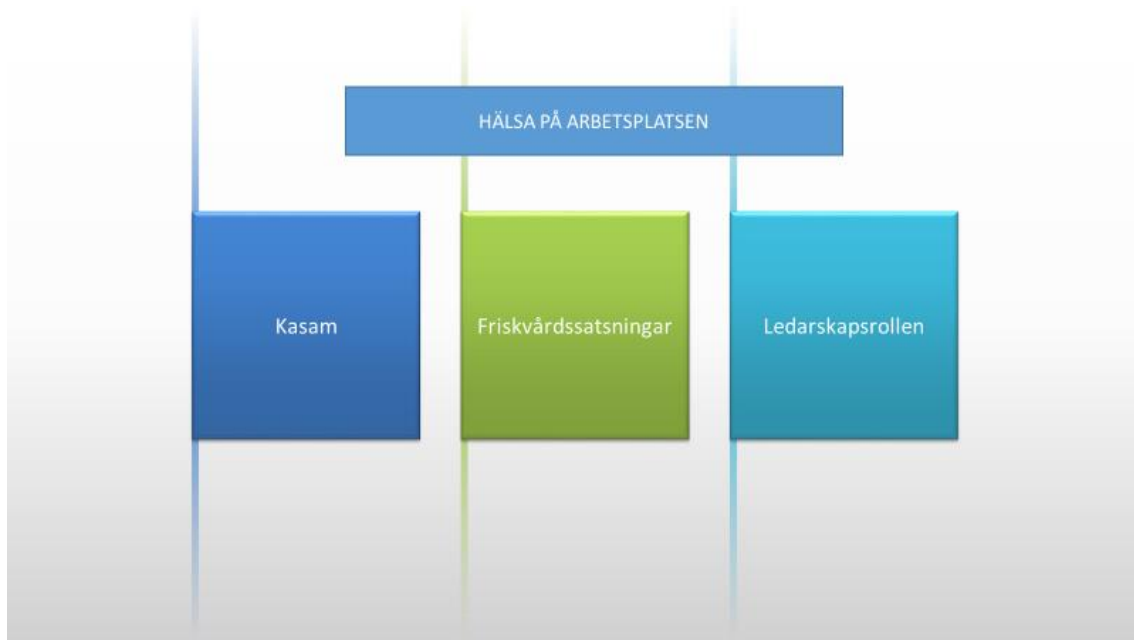 HÄLSA PÅ ARBETSPLATSEN
Kasam
Friskvårdssatsningar
Ledarskapsrollen